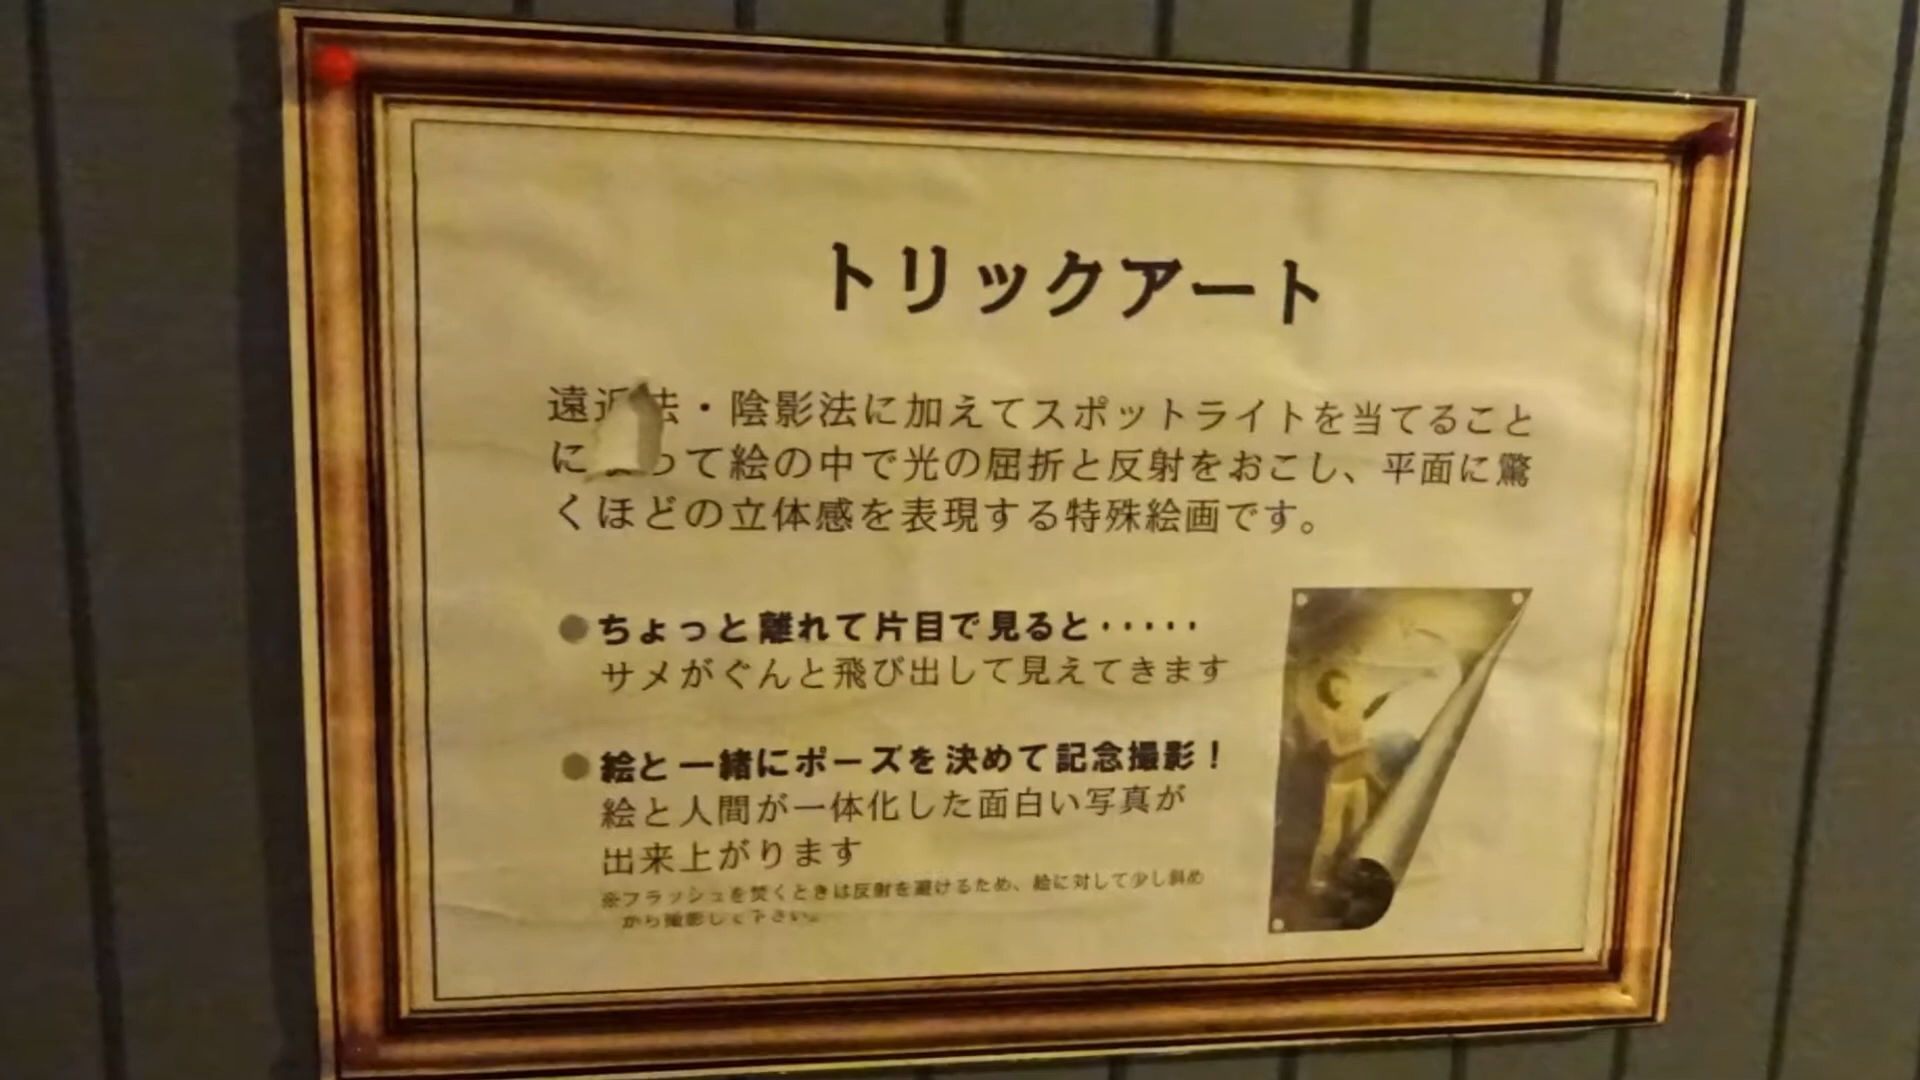 トリックアート
遠近法・陰影法に加えてスポットライトを当てること
によって絵の中で光の屈折と反射をおこし、平面に驚
くほどの立体感を表現する特殊絵画です。
●ちょっと離れて片目で見ると・・・・・
サメがぐんと飛び出して見えてきます
●絵と一緒にポーズを決めて記念撮影！
絵と人間が一体化した面白い写真が
出来上がります
※フラッシュを焚くときは反射を避けるため、絵に対して少し斜め
から撮影して下さい。